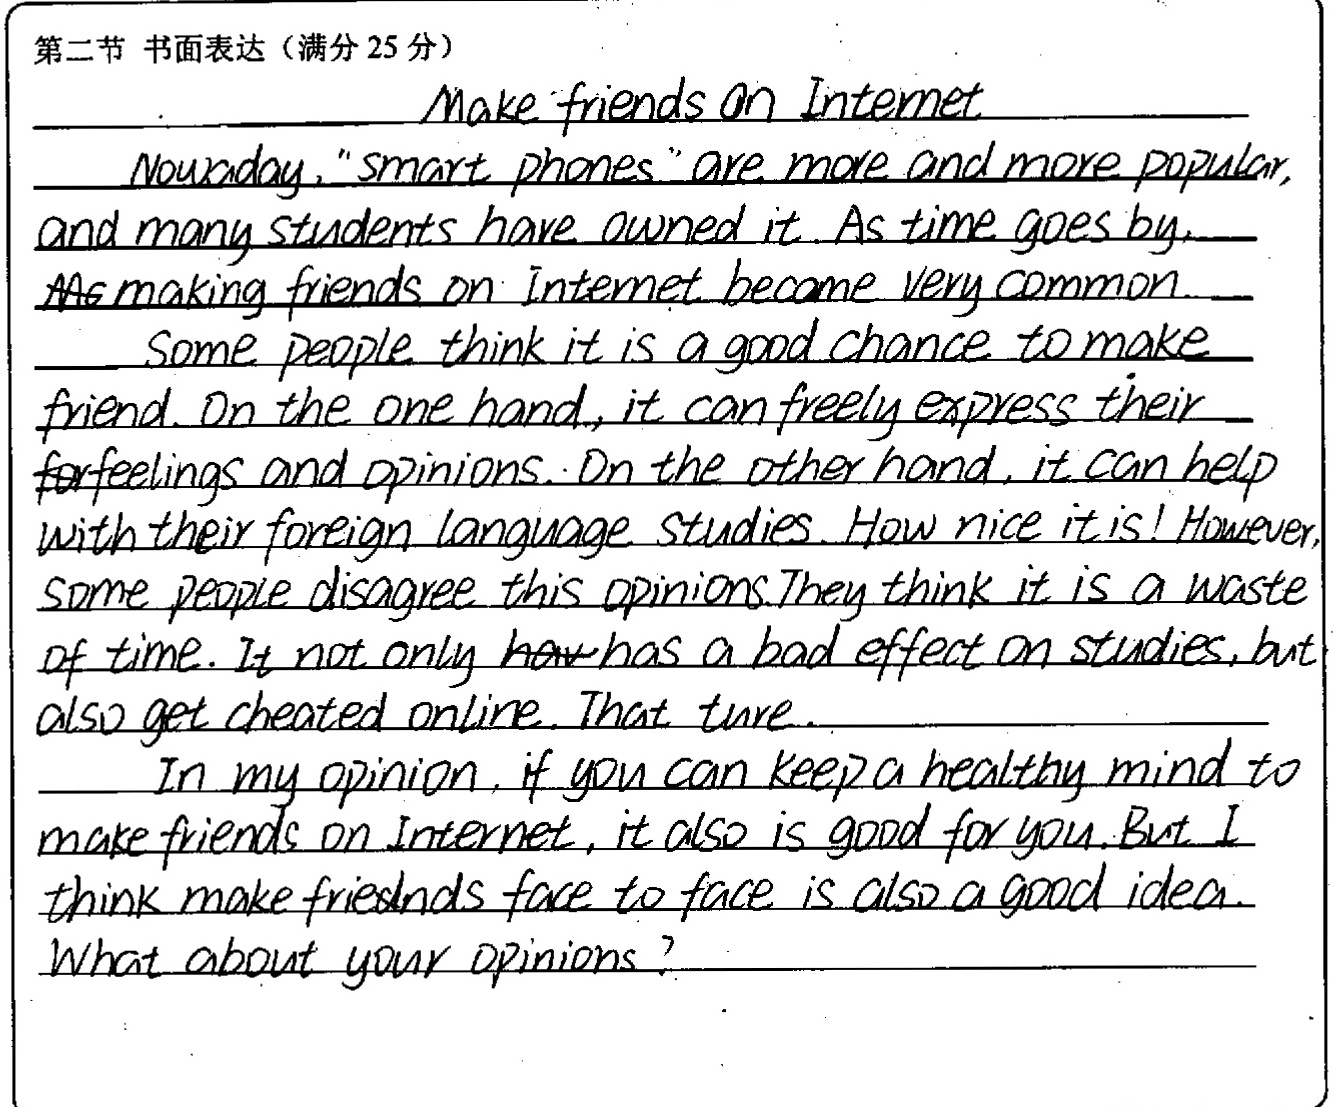 第二节 书面表达（满分 25 分）
Make friends on Internet
Nowaday, "smart phones" are more and more popular,
and many students have owned it. As time goes by,
making friends on Internet become very common.
Some people think it is a good chance to make
friend. On the one hand, it can freely express their
feelings and opinions. On the other hand, it can help
with their foreign language studies. How nice it is! However,
some people disagree this opinions. They think it is a waste
of time. It not only has a bad effect on studies, but
also get cheated online. That ture.
In my opinion, if you can keep a healthy mind to
make friends on Internet, it also is good for you. But I
think make friends face to face is also a good idea.
What about your opinions?